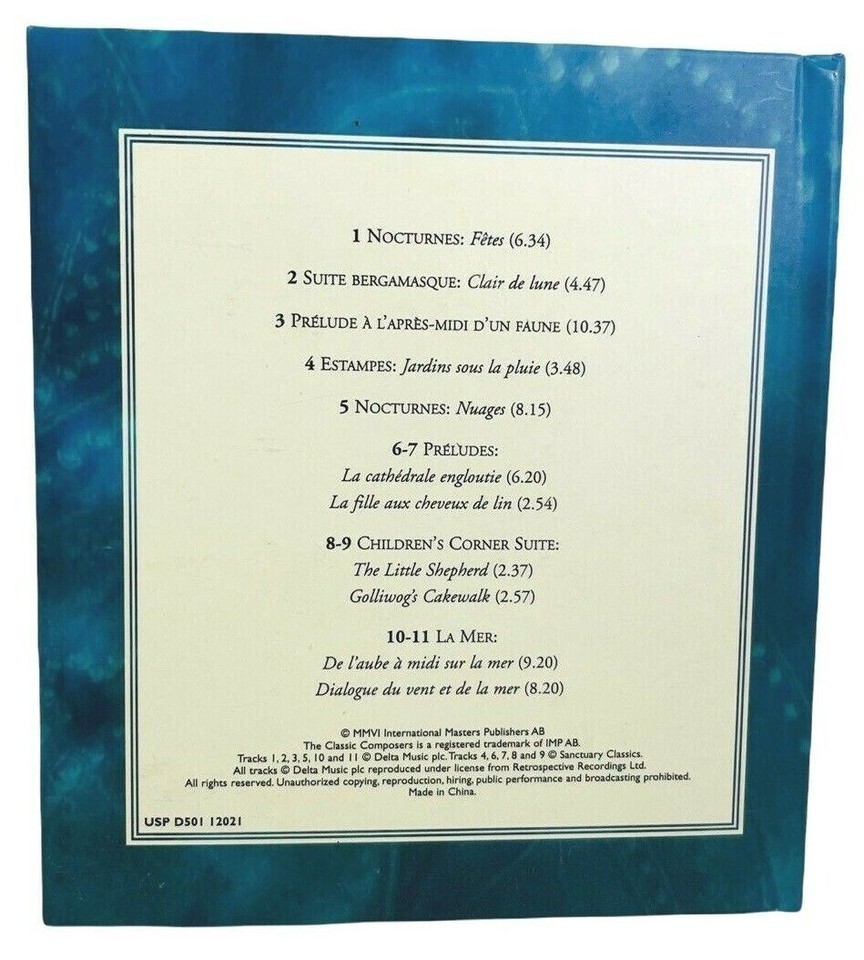 1 NOCTURNES: Fêtes (6.34)
2 SUITE BERGAMASQUE: Clair de lune (4.47)
3 PRÉLUDE À L'APRÈS-MIDI D'UN FAUNE (10.37)
4 ESTAMPES: Jardins sous la pluie (3.48)
5 NOCTURNES: Nuages (8.15)
6-7 PRÉLUDES:
La cathédrale engloutie (6.20)
La fille aux cheveux de lin (2.54)
8-9 CHILDREN'S CORNER SUITE:
The Little Shepherd (2.37)
Golliwog's Cakewalk (2.57)
10-11 LA MER:
De l'aube à midi sur la mer (9.20)
Dialogue du vent et de la mer (8.20)
© MMVI International Masters Publishers AB
The Classic Composers is a registered trademark of IMP AB.
Tracks 1, 2, 3, 5, 10 and 11 © Delta Music plc. Tracks 4, 6, 7, 8 and 9 © Sanctuary Classics.
All tracks © Delta Music plc reproduced under license from Retrospective Recordings Ltd.
All rights reserved. Unauthorized copying, reproduction, hiring, public performance and broadcasting prohibited.
Made in China.
USP D501 12021